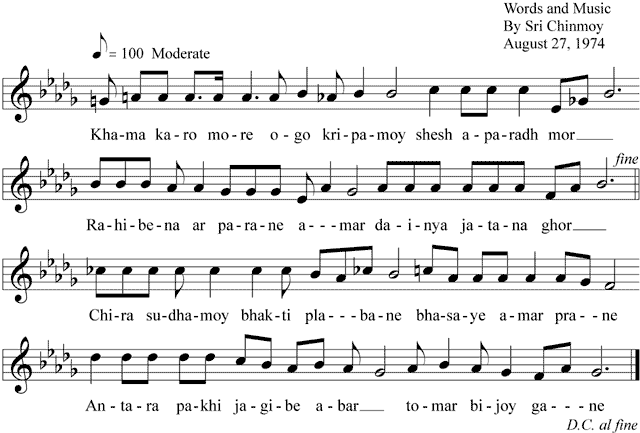 Words and Music
By Sri Chinmoy
August 27, 1974
= 100 Moderate
Kha-ma ka-ro mo-re o-go kri-pa-moy shesh a-pa-radh mor____
fine
Ra-hi-be-na ar pa-ra-ne a---mar da-i-nya ja-ta-na ghor____
Chi-ra su-dha-moy bhak-ti pla---ba-ne bha-sa-ye a-mar pra--ne
An-ta-ra pa-khi ja-gi-be a-bar___ to-mar bi-joy ga----ne
D.C. al fine